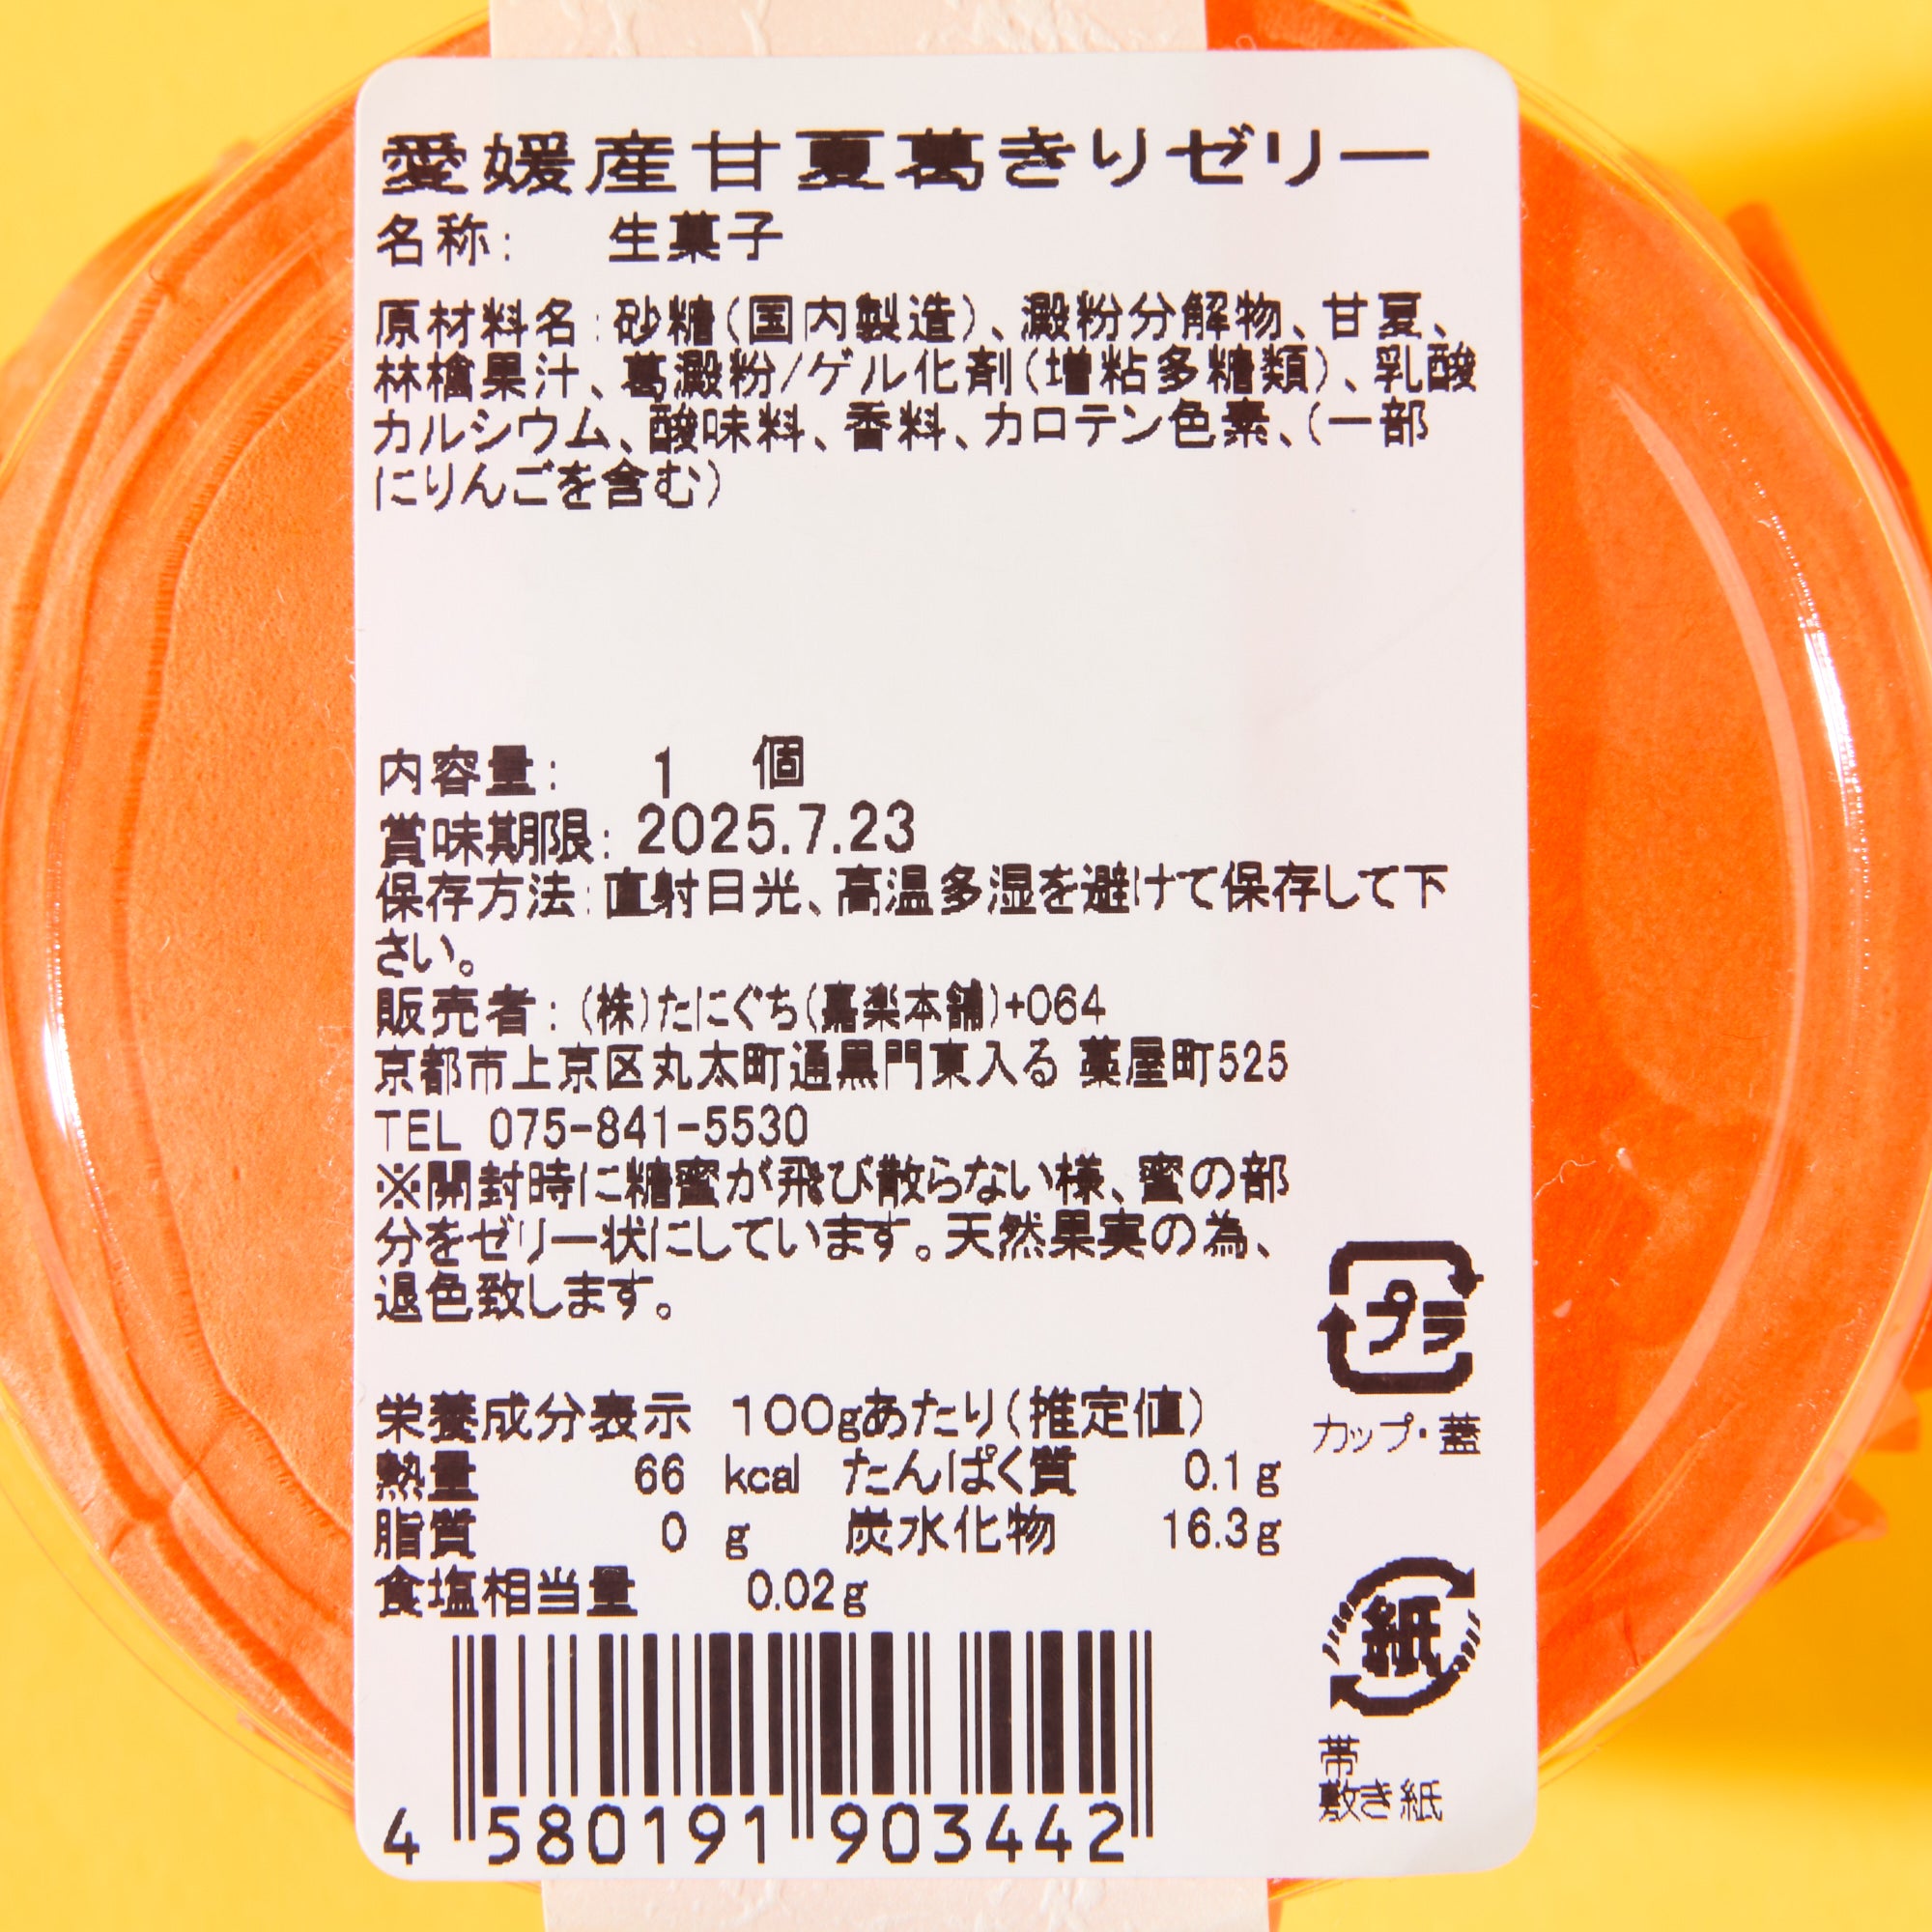 愛媛産甘夏葛きりゼリー
名称: 生菓子
原材料名:砂糖(国内製造)、澱粉分解物、甘夏、
林檎果汁、葛澱粉/ゲル化剤(増粘多糖類)、乳酸
カルシウム、酸味料、香料、カロテン色素、(一部
にりんごを含む)
内容量: 1 個
賞味期限: 2025.7.23
保存方法:直射日光、高温多湿を避けて保存して下
さい。
販売者:(株)たにぐち(嘉楽本舗)+064
京都市上京区丸太町通黒門東入る 藁屋町525
TEL 075-841-5530
※開封時に糖蜜が飛び散らない様、蜜の部
分をゼリー状にしています。天然果実の為、
退色致します。
プラ
カップ・蓋
栄養成分表示 100gあたり(推定値)
熱量 66 kcal たんぱく質 0.1g
脂質 0 g 炭水化物 16.3g
食塩相当量 0.02g
紙
帯
敷き紙
4 580191 903442